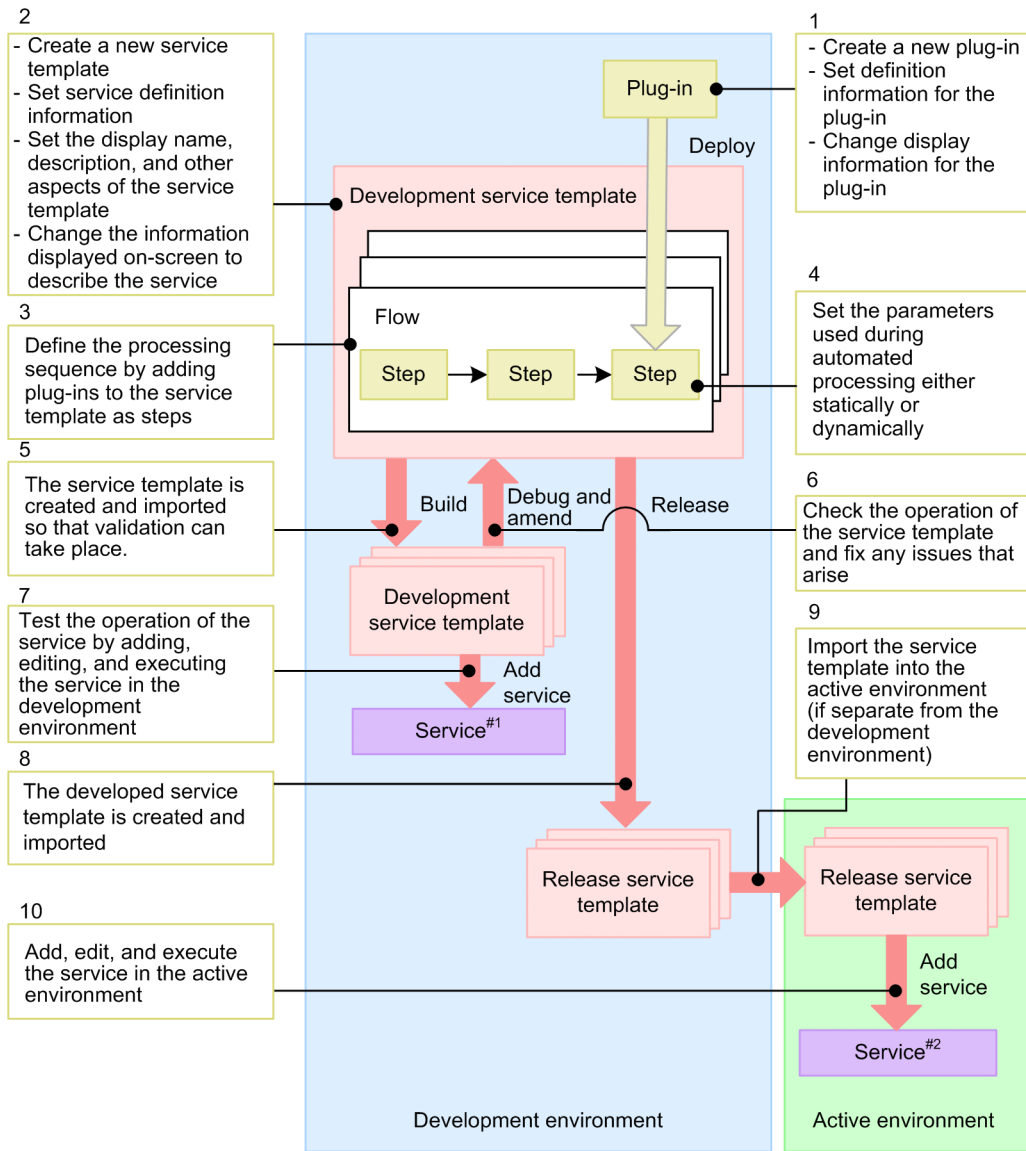 2
- Create a new service
template
- Set service definition
information
- Set the display name,
description, and other
aspects of the service
template
- Change the information
displayed on-screen to
describe the service
1
- Create a new plug-in
- Set definition
information for the
plug-in
- Change display
information for the
plug-in
Plug-in
Deploy
Development service template
Flow
Step
Step
Step
3
Define the processing
sequence by adding
plug-ins to the service
template as steps
4
Set the parameters
used during
automated
processing either
statically or
dynamically
5
The service template is
created and imported
so that validation can
take place.
Build
Debug and
amend
Release
6
Check the operation of
the service template
and fix any issues that
arise
Development
service template
7
Test the operation of the
service by adding,
editing, and executing
the service in the
development
environment
Add
service
Service#1
8
The developed service
template is created and
imported
9
Import the service
template into the
active environment
(if separate from the
development
environment)
Release service
template
Release service
template
10
Add, edit, and execute
the service in the active
environment
Add
service
Service#2
Development environment
Active environment